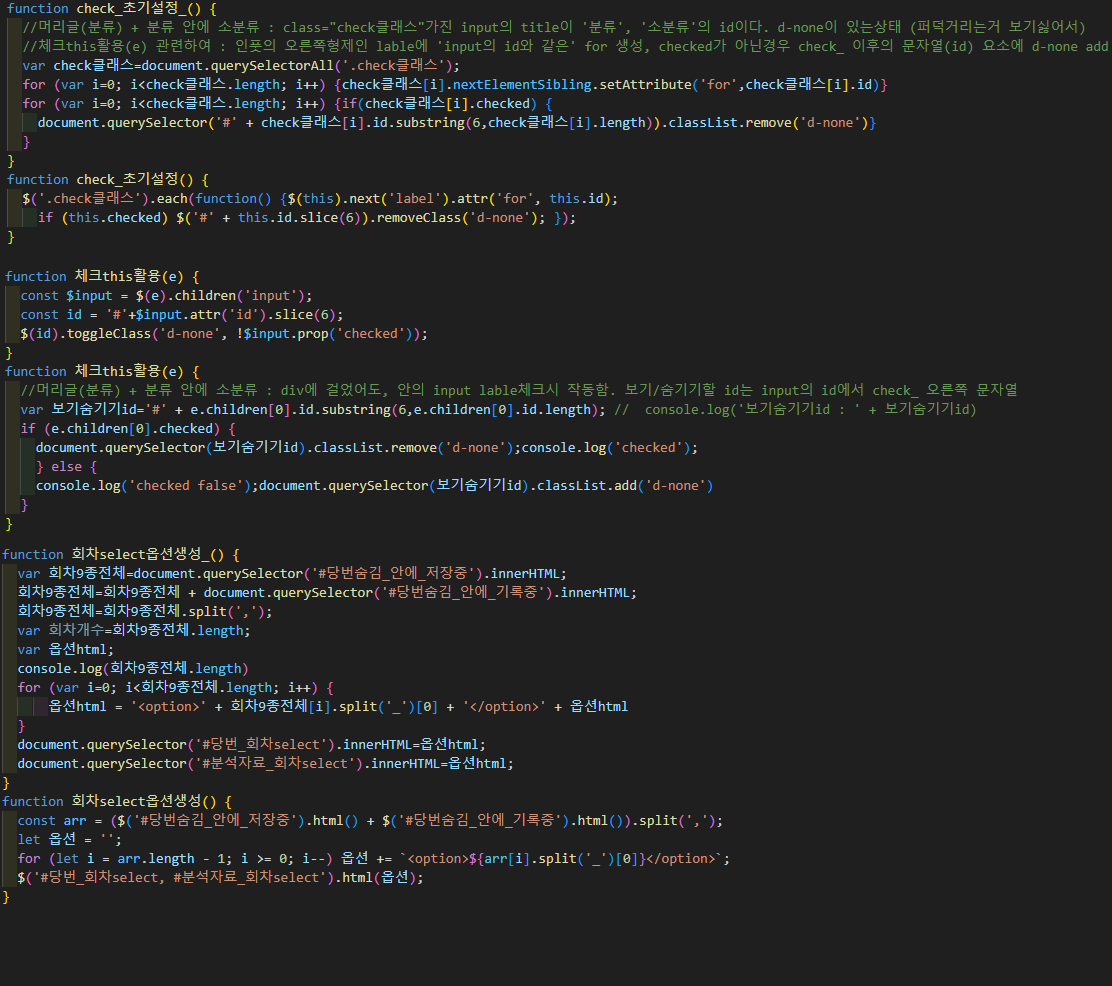 function check_초기설정_() {
//머리글(분류) + 분류 안에 소분류 : class="check클래스"가진 input의 title이 '분류', '소분류'의 id이다. d-none이 있는상태 (퍼덕거리는거 보기싫어서)
//체크this활용(e) 관련하여 : 인풋의 오른쪽형제인 lable에 'input의 id와 같은' for 생성, checked가 아닌경우 check_ 이후의 문자열(id) 요소에 d-none add
var check클래스=document.querySelectorAll('.check클래스');
for (var i=0; i<check클래스.length; i++) {check클래스[i].nextElementSibling.setAttribute('for',check클래스[i].id)}
for (var i=0; i<check클래스.length; i++) {if(check클래스[i].checked) {
document.querySelector('#' + check클래스[i].id.substring(6,check클래스[i].length)).classList.remove('d-none')}
}
}
function check_초기설정() {
$('.check클래스').each(function() {$(this).next('label').attr('for', this.id);
if (this.checked) $('#' + this.id.slice(6)).removeClass('d-none'); });
}
function 체크this활용(e) {
const $input = $(e).children('input');
const id = '#'+$input.attr('id').slice(6);
$(id).toggleClass('d-none', !$input.prop('checked'));
}
function 체크this활용(e) {
//머리글(분류) + 분류 안에 소분류 : div에 걸었어도, 안의 input lable체크시 작동함. 보기/숨기기할 id는 input의 id에서 check_ 오른쪽 문자열
var 보기숨기기id='#' + e.children[0].id.substring(6,e.children[0].id.length); //  console.log('보기숨기기id : ' + 보기숨기기id)
if (e.children[0].checked) {
document.querySelector(보기숨기기id).classList.remove('d-none');console.log('checked');
} else {
console.log('checked false');document.querySelector(보기숨기기id).classList.add('d-none')
}
}
function 회차select옵션생성_() {
var 회차9종전체=document.querySelector('#당번숨김_안에_저장중').innerHTML;
회차9종전체=회차9종전체 + document.querySelector('#당번숨김_안에_기록중').innerHTML;
회차9종전체=회차9종전체.split(',');
var 회차개수=회차9종전체.length;
var 옵션html;
console.log(회차9종전체.length)
for (var i=0; i<회차9종전체.length; i++) {
옵션html = '<option>' + 회차9종전체[i].split('_')[0] + '</option>' + 옵션html
}
document.querySelector('#당번_회차select').innerHTML=옵션html;
document.querySelector('#분석자료_회차select').innerHTML=옵션html;
}
function 회차select옵션생성() {
const arr = ($('#당번숨김_안에_저장중').html() + $('#당번숨김_안에_기록중').html()).split(',');
let 옵션 = '';
for (let i = arr.length - 1; i >= 0; i--) 옵션 += `<option>${arr[i].split('_')[0]}</option>`;
$('#당번_회차select, #분석자료_회차select').html(옵션);
}